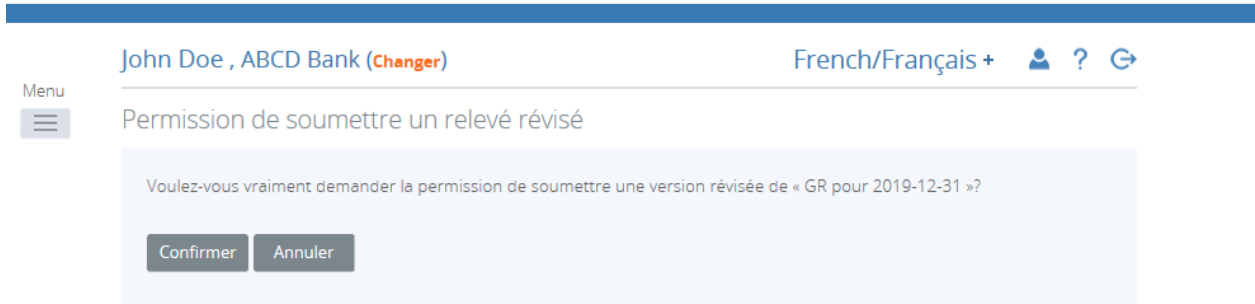 John Doe , ABCD Bank (Changer)
French/Français +
?
Menu
Permission de soumettre un relevé révisé
Voulez-vous vraiment demander la permission de soumettre une version révisée de « GR pour 2019-12-31 »?
Confirmer
Annuler